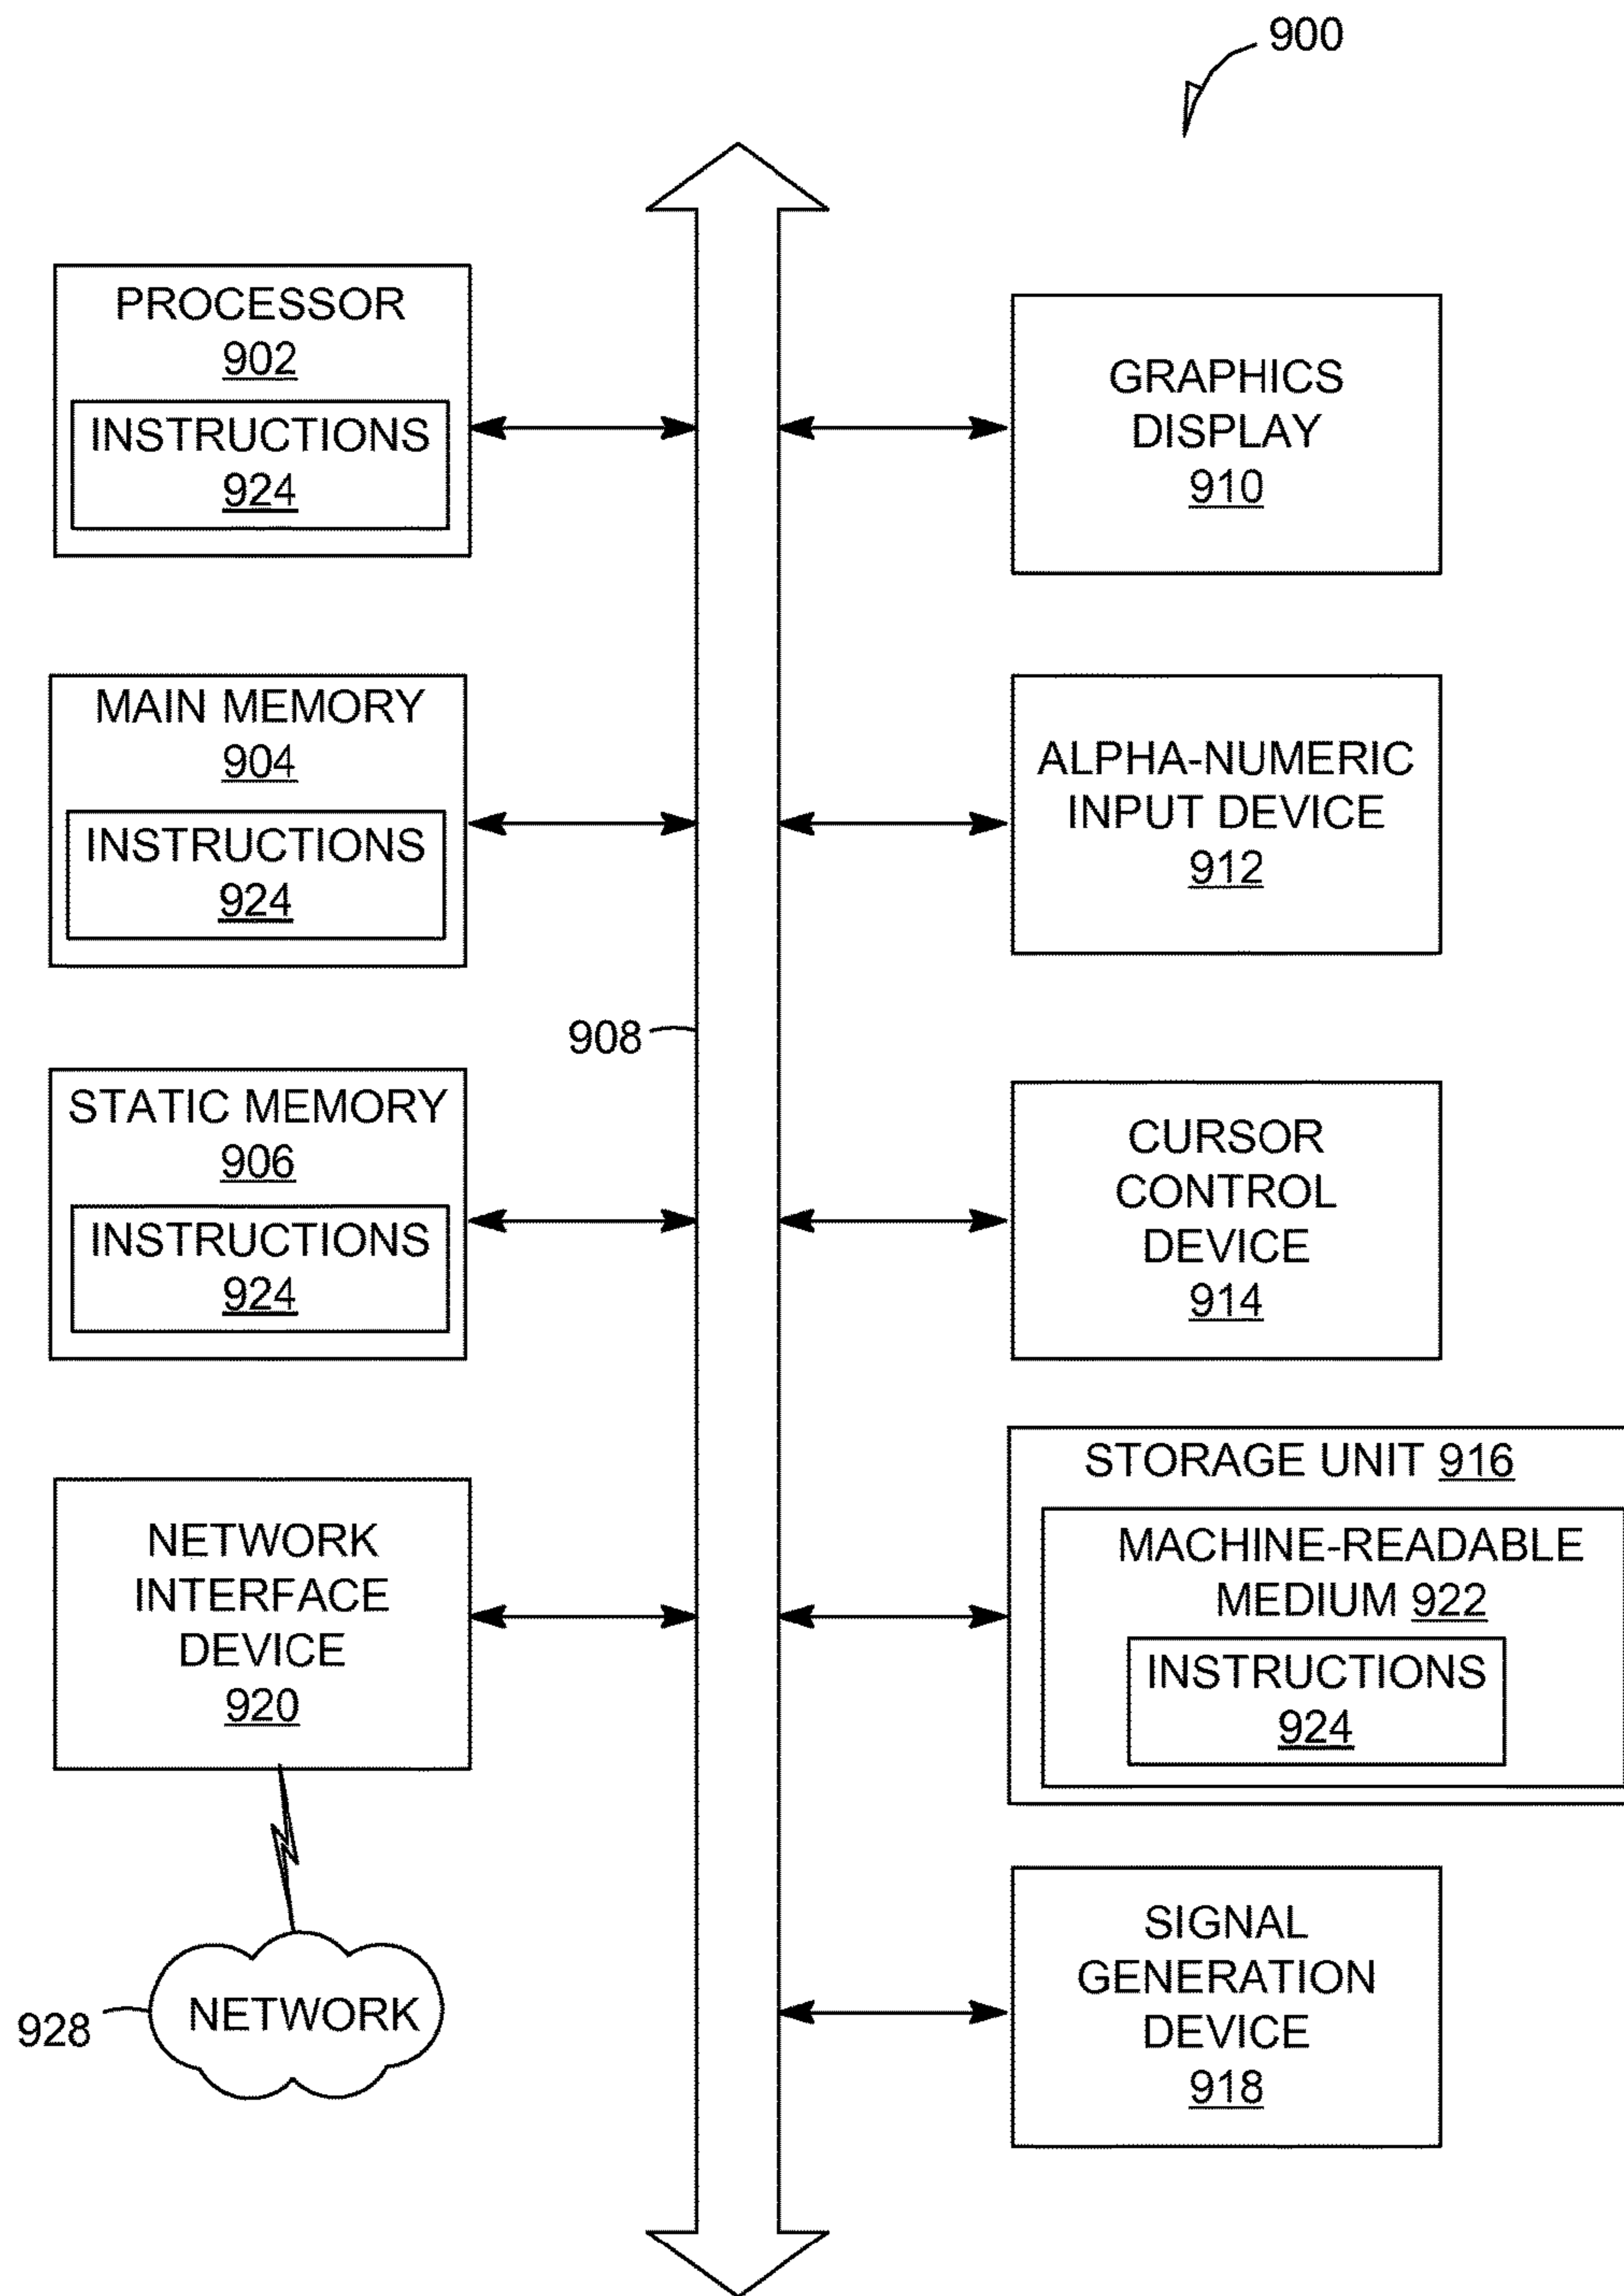 900
PROCESSOR
902
INSTRUCTIONS
924
MAIN MEMORY
904
INSTRUCTIONS
924
908
STATIC MEMORY
906
INSTRUCTIONS
924
NETWORK
INTERFACE
DEVICE
920
NETWORK
928
GRAPHICS
DISPLAY
910
ALPHA-NUMERIC
INPUT DEVICE
912
CURSOR
CONTROL
DEVICE
914
STORAGE UNIT 916
MACHINE-READABLE
MEDIUM 922
INSTRUCTIONS
924
SIGNAL
GENERATION
DEVICE
918